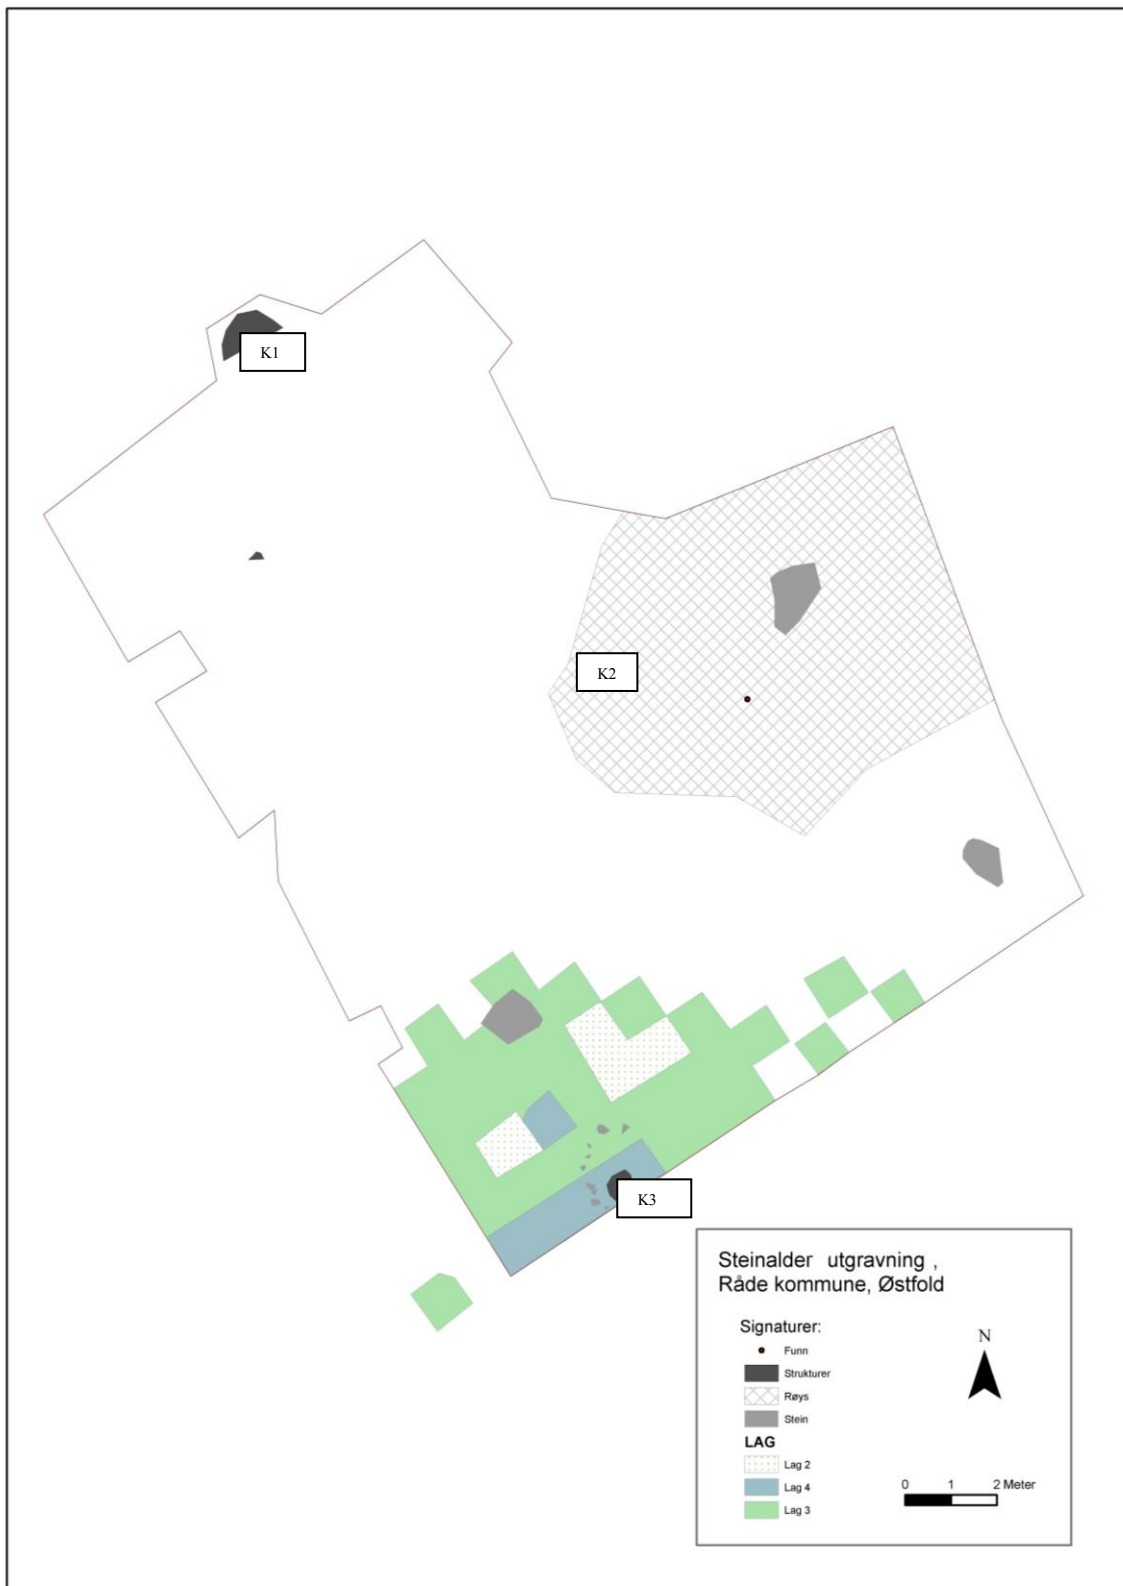 K1
K2
K3
Steinalder utgravning ,
Råde kommune, Østfold
Signaturer:
Funn
Strukturer
Røys
Stein
LAG
Lag 2
Lag 4
Lag 3
N
0 1 2 Meter